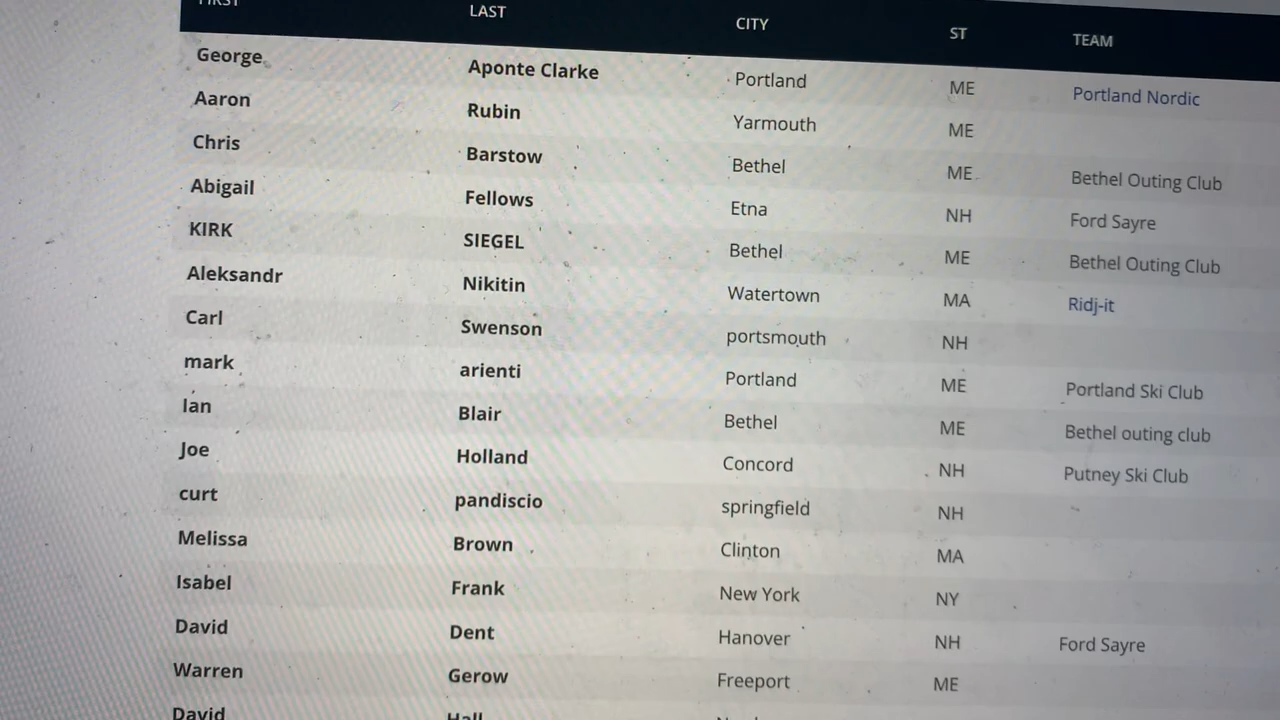 FIRST LAST CITY ST TEAM
George Aponte Clarke Portland ME Portland Nordic
Aaron Rubin Yarmouth ME
Chris Barstow Bethel ME Bethel Outing Club
Abigail Fellows Etna NH Ford Sayre
KIRK SIEGEL Bethel ME Bethel Outing Club
Aleksandr Nikitin Watertown MA Ridj-it
Carl Swenson portsmouth NH
mark arienti Portland ME Portland Ski Club
Ian Blair Bethel ME Bethel outing club
Joe Holland Concord NH Putney Ski Club
curt pandiscio springfield NH
Melissa Brown Clinton MA
Isabel Frank New York NY
David Dent Hanover NH Ford Sayre
Warren Gerow Freeport ME
David Hall